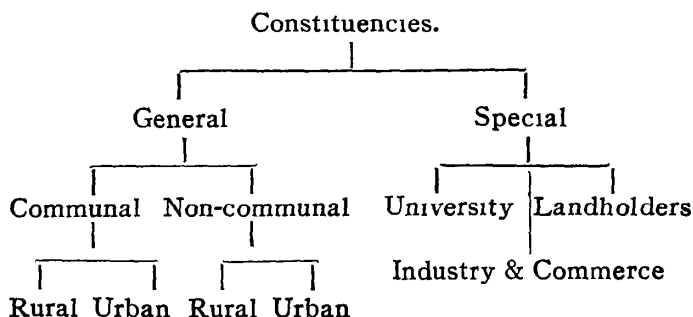 Constituencies.
General Special
Communal Non-communal University Landholders
Industry & Commerce
Rural Urban Rural Urban